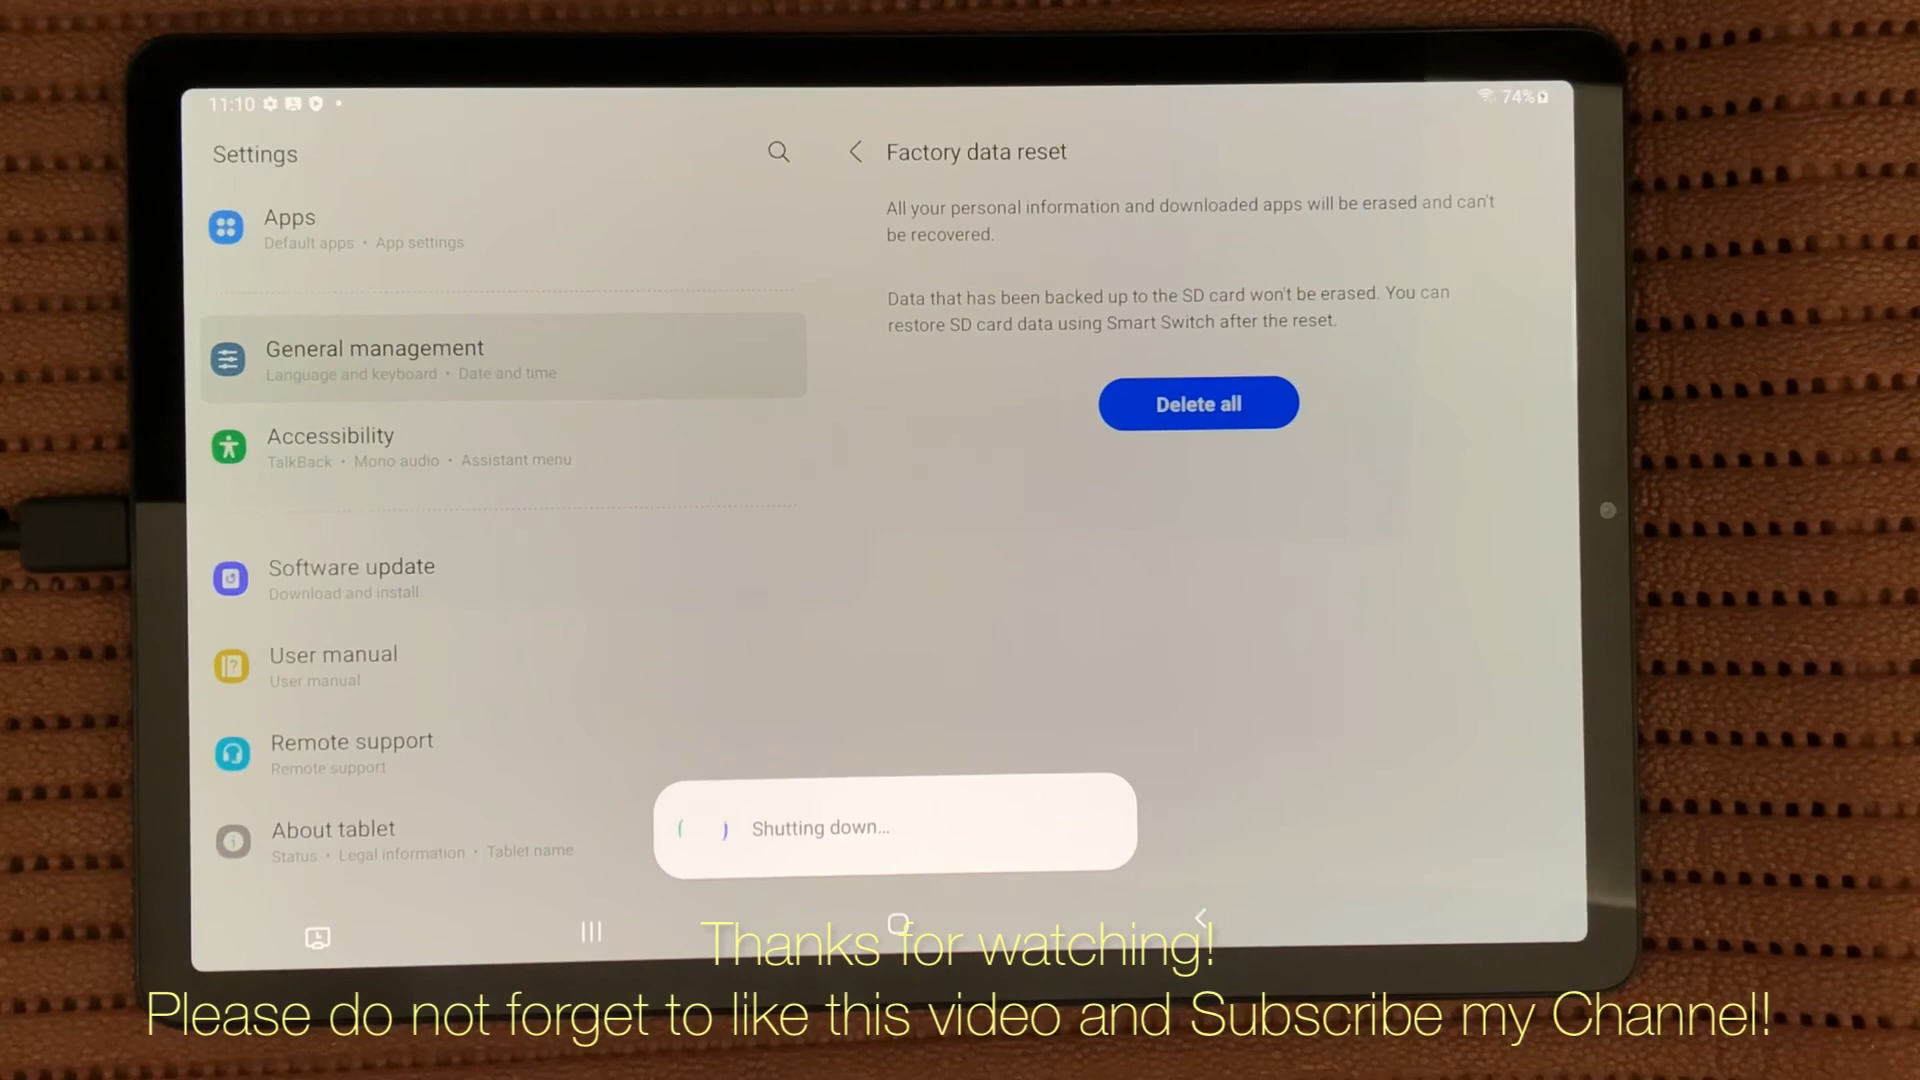 11:10
74%
Settings
Apps
Default apps • App settings
General management
Language and keyboard • Date and time
Accessibility
TalkBack • Mono audio • Assistant menu
Software update
Download and install
User manual
User manual
Remote support
Remote support
About tablet
Status • Legal information • Tablet name
Factory data reset
All your personal information and downloaded apps will be erased and can't
be recovered.
Data that has been backed up to the SD card won't be erased. You can
restore SD card data using Smart Switch after the reset.
Delete all
Shutting down...
Thanks for watching!
Please do not forget to like this video and Subscribe my Channel!